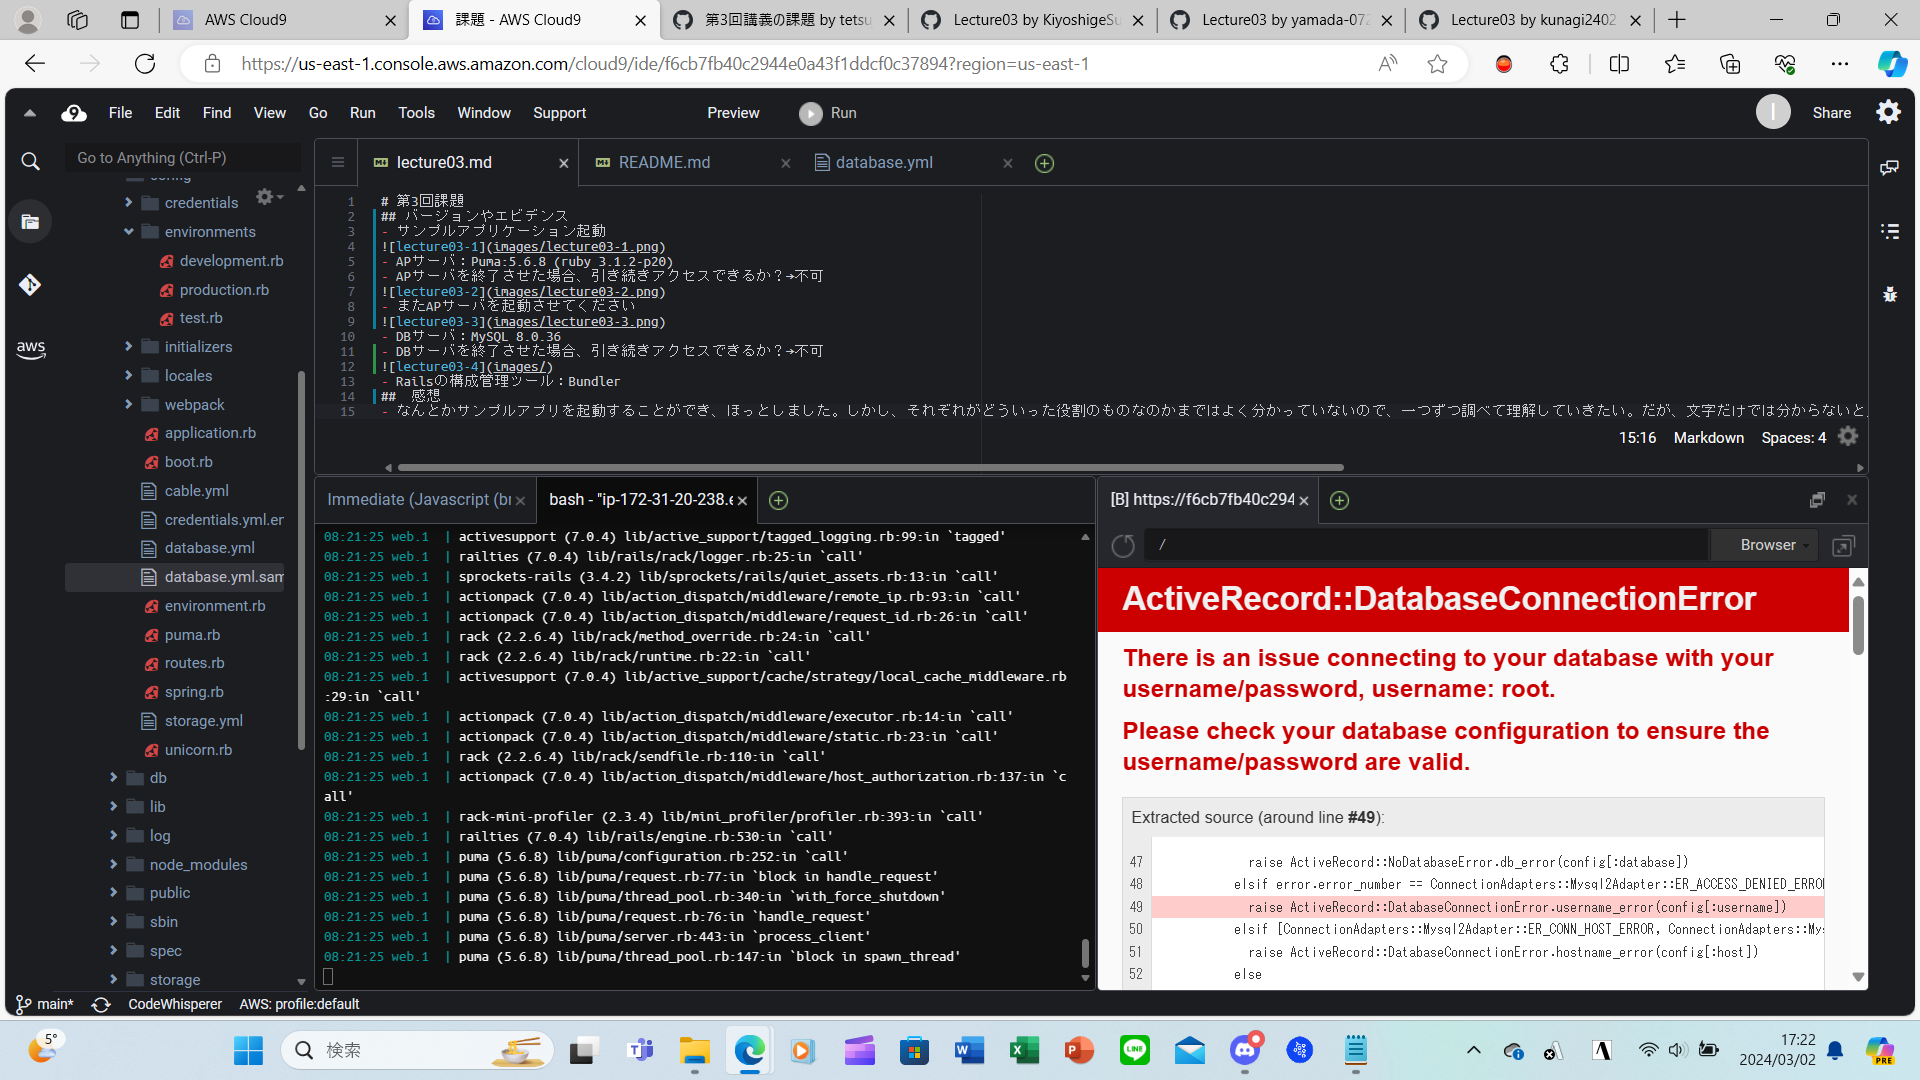 AWS Cloud9
課題 - AWS Cloud9
第3回講義の課題 by tetsu
Lecture03 by KiyoshigeSu
Lecture03 by yamada-072
Lecture03 by kunagi2402
https://us-east-1.console.aws.amazon.com/cloud9/ide/f6cb7fb40c2944e0a43f1ddcf0c37894?region=us-east-1
File Edit Find View Go Run Tools Window Support Preview Run
I
Share
Go to Anything (Ctrl-P)
lecture03.md
README.md
database.yml
config
credentials
environments
development.rb
production.rb
test.rb
initializers
locales
webpack
application.rb
boot.rb
cable.yml
credentials.yml.er
database.yml
database.yml.sam
environment.rb
puma.rb
routes.rb
spring.rb
storage.yml
unicorn.rb
db
lib
log
node_modules
public
sbin
spec
storage
aws
1 # 第3回課題
2 ## バージョンやエビデンス
3 - サンプルアプリケーション起動
4 ![lecture03-1](images/lecture03-1.png)
5 - APサーバ：Puma:5.6.8 (ruby 3.1.2-p20)
6 - APサーバを終了させた場合、引き続きアクセスできるか？→不可
7 ![lecture03-2](images/lecture03-2.png)
8 - またAPサーバを起動させてください
9 ![lecture03-3](images/lecture03-3.png)
10 - DBサーバ：MySQL 8.0.36
11 - DBサーバを終了させた場合、引き続きアクセスできるか？→不可
12 ![lecture03-4](images/)
13 - Railsの構成管理ツール：Bundler
14 ##　感想
15 - なんとかサンプルアプリを起動することができ、ほっとしました。しかし、それぞれがどういった役割のものなのかまではよく分かっていないので、一つずつ調べて理解していきたい。だが、文字だけでは分からないと
15:16 Markdown Spaces: 4
Immediate (Javascript (br
bash - "ip-172-31-20-238.e
08:21:25 web.1 | activesupport (7.0.4) lib/active_support/tagged_logging.rb:99:in `tagged'
08:21:25 web.1 | railties (7.0.4) lib/rails/rack/logger.rb:25:in `call'
08:21:25 web.1 | sprockets-rails (3.4.2) lib/sprockets/rails/quiet_assets.rb:13:in `call'
08:21:25 web.1 | actionpack (7.0.4) lib/action_dispatch/middleware/remote_ip.rb:93:in `call'
08:21:25 web.1 | actionpack (7.0.4) lib/action_dispatch/middleware/request_id.rb:26:in `call'
08:21:25 web.1 | rack (2.2.6.4) lib/rack/method_override.rb:24:in `call'
08:21:25 web.1 | rack (2.2.6.4) lib/rack/runtime.rb:22:in `call'
08:21:25 web.1 | activesupport (7.0.4) lib/active_support/cache/strategy/local_cache_middleware.rb
:29:in `call'
08:21:25 web.1 | actionpack (7.0.4) lib/action_dispatch/middleware/executor.rb:14:in `call'
08:21:25 web.1 | actionpack (7.0.4) lib/action_dispatch/middleware/static.rb:23:in `call'
08:21:25 web.1 | rack (2.2.6.4) lib/rack/sendfile.rb:110:in `call'
08:21:25 web.1 | actionpack (7.0.4) lib/action_dispatch/middleware/host_authorization.rb:137:in `c
all'
08:21:25 web.1 | rack-mini-profiler (2.3.4) lib/mini_profiler/profiler.rb:393:in `call'
08:21:25 web.1 | railties (7.0.4) lib/rails/engine.rb:530:in `call'
08:21:25 web.1 | puma (5.6.8) lib/puma/configuration.rb:252:in `call'
08:21:25 web.1 | puma (5.6.8) lib/puma/request.rb:77:in `block in handle_request'
08:21:25 web.1 | puma (5.6.8) lib/puma/thread_pool.rb:340:in `with_force_shutdown'
08:21:25 web.1 | puma (5.6.8) lib/puma/request.rb:76:in `handle_request'
08:21:25 web.1 | puma (5.6.8) lib/puma/server.rb:443:in `process_client'
08:21:25 web.1 | puma (5.6.8) lib/puma/thread_pool.rb:147:in `block in spawn_thread'
[B] https://f6cb7fb40c294
/
Browser
ActiveRecord::DatabaseConnectionError
There is an issue connecting to your database with your
username/password, username: root.
Please check your database configuration to ensure the
username/password are valid.
Extracted source (around line #49):
47 raise ActiveRecord::NoDatabaseError.db_error(config[:database])
48 elsif error.error_number == ConnectionAdapters::Mysql2Adapter::ER_ACCESS_DENIED_ERROR
49 raise ActiveRecord::DatabaseConnectionError.username_error(config[:username])
50 elsif [ConnectionAdapters::Mysql2Adapter::ER_CONN_HOST_ERROR, ConnectionAdapters::Mys
51 raise ActiveRecord::DatabaseConnectionError.hostname_error(config[:host])
52 else
main* CodeWhisperer AWS: profile:default
5°
検索
17:22
2024/03/02